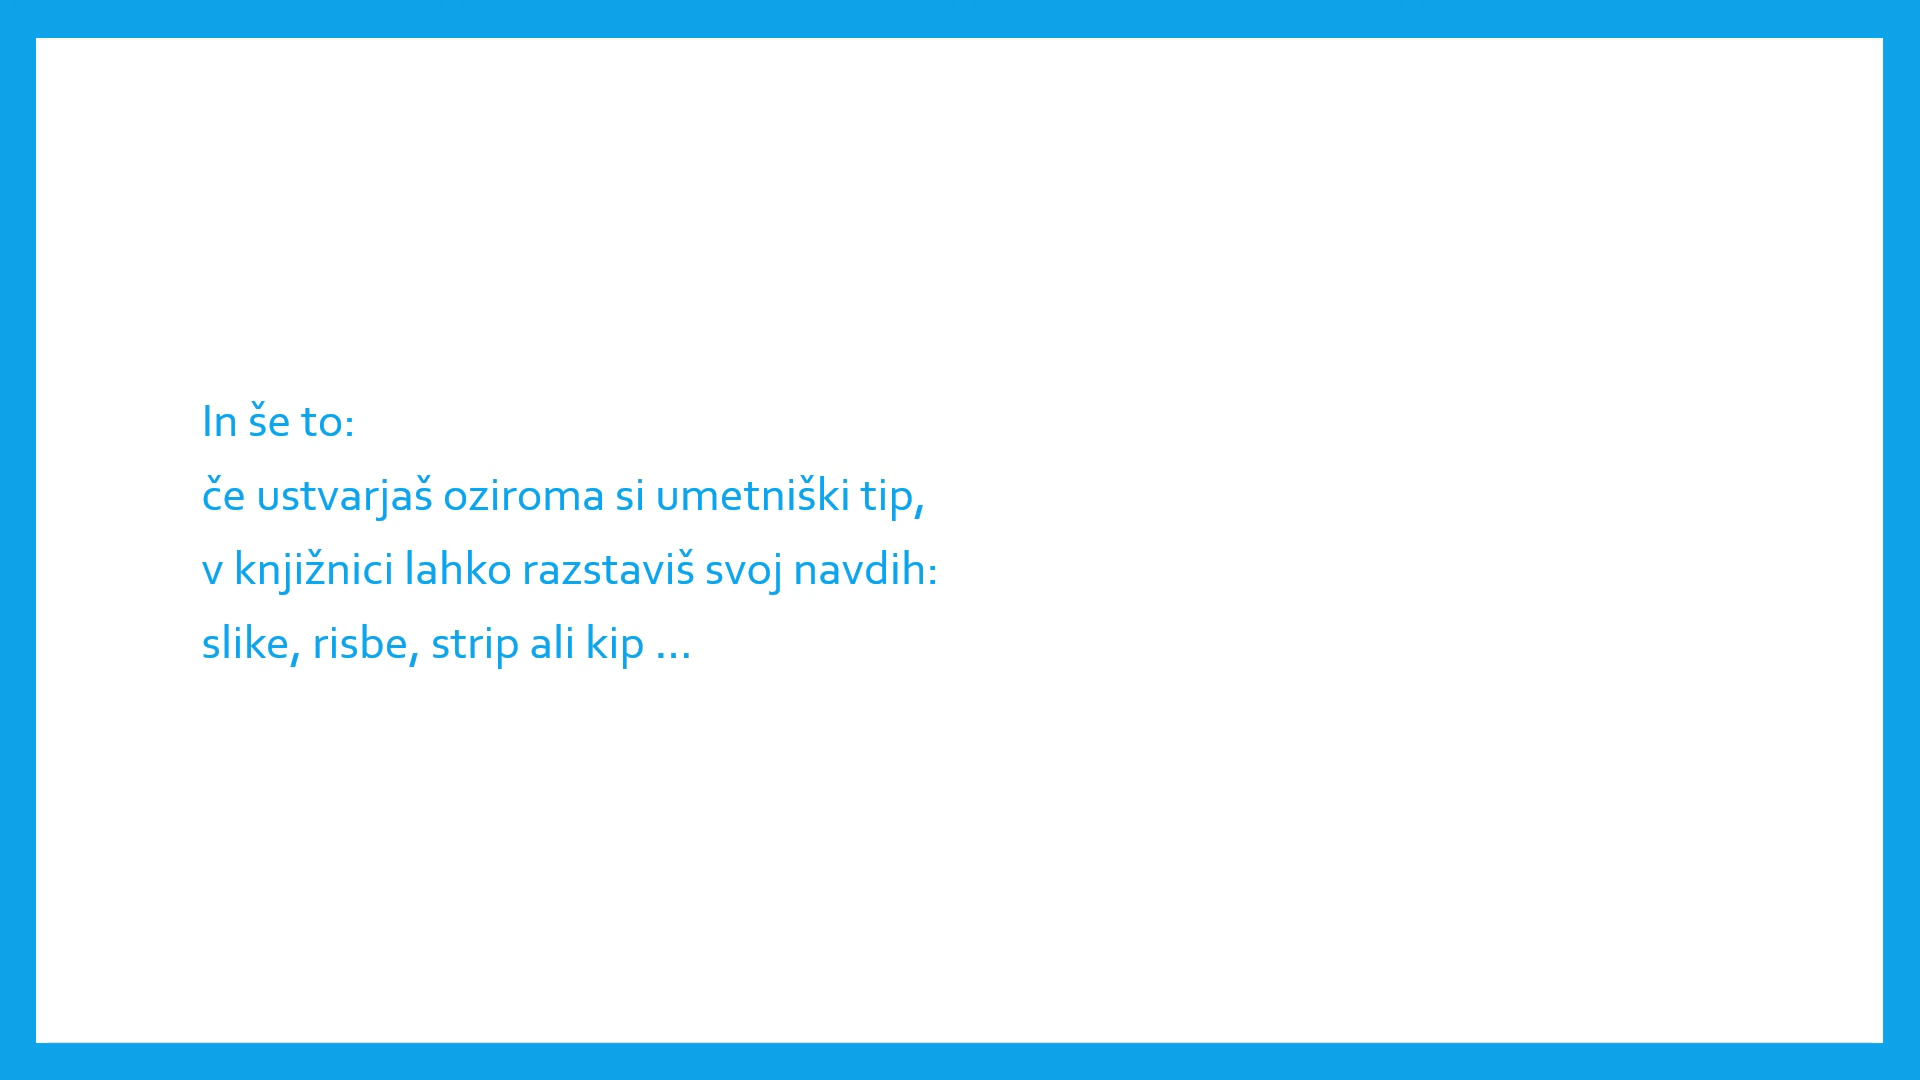 In še to:
če ustvarjaš oziroma si umetniški tip,
v knjižnici lahko razstaviš svoj navdih:
slike, risbe, strip ali kip ...